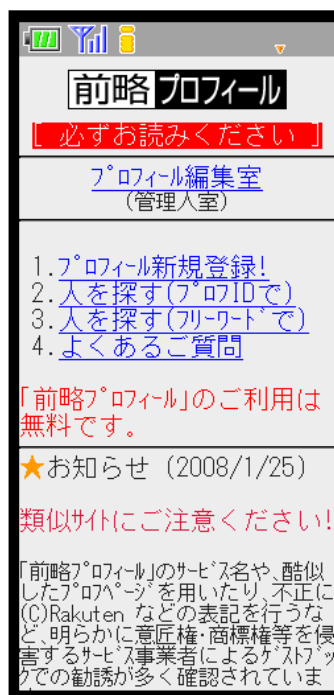 前略プロフィール
[ 必ずお読みください ]
ﾌﾟﾛﾌｨｰﾙ編集室
(管理人室)
1.ﾌﾟﾛﾌｨｰﾙ新規登録!
2.人を探す(ﾌﾟﾛﾌIDで)
3.人を探す(ﾌﾘｰﾜｰﾄﾞで)
4.よくあるご質問
｢前略ﾌﾟﾛﾌｨｰﾙ｣のご利用は
無料です。
★お知らせ (2008/1/25)
類似ｻｲﾄにご注意ください!
｢前略ﾌﾟﾛﾌｨｰﾙ｣のｻｰﾋﾞｽ名や､酷似
したﾌﾟﾛﾌﾍﾟｰｼﾞを用いたり､不正に
(C)Rakuten などの表記を行うな
ど､明らかに意匠権･商標権等を侵
害するｻｰﾋﾞｽ事業者によるｹﾞｽﾄﾌﾞｯ
ｸでの勧誘が多く確認されていま